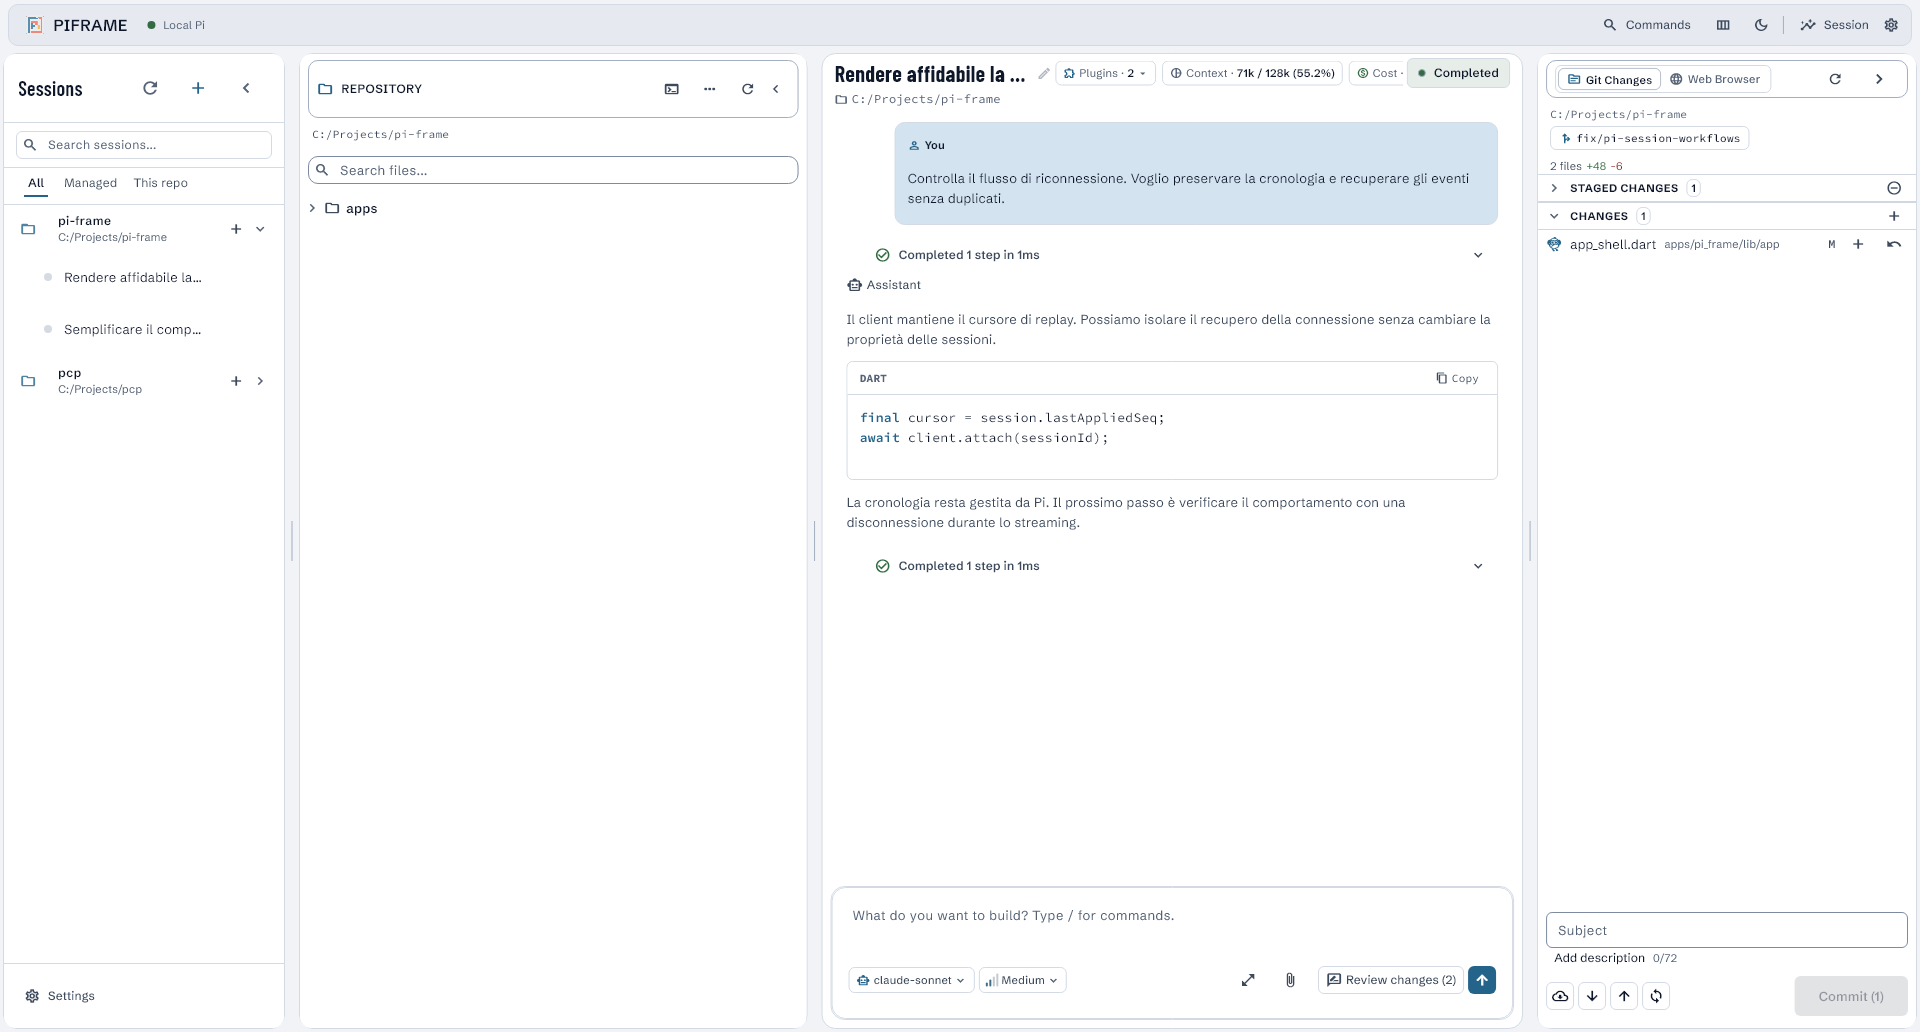 PIFRAME
Local Pi
Commands
Session
Sessions
Search sessions...
All Managed This repo
pi-frame
C:/Projects/pi-frame
Rendere affidabile la...
Semplificare il comp...
pcp
C:/Projects/pcp
Settings
REPOSITORY
C:/Projects/pi-frame
Search files...
apps
Rendere affidabile la ...
Plugins · 2
Context · 71k / 128k (55.2%)
Cost ·
Completed
C:/Projects/pi-frame
You
Controlla il flusso di riconnessione. Voglio preservare la cronologia e recuperare gli eventi
senza duplicati.
Completed 1 step in 1ms
Assistant
Il client mantiene il cursore di replay. Possiamo isolare il recupero della connessione senza cambiare la
proprietà delle sessioni.
DART
Copy
final cursor = session.lastAppliedSeq;
await client.attach(sessionId);
La cronologia resta gestita da Pi. Il prossimo passo è verificare il comportamento con una
disconnessione durante lo streaming.
Completed 1 step in 1ms
What do you want to build? Type / for commands.
claude-sonnet
Medium
Review changes (2)
Git Changes
Web Browser
C:/Projects/pi-frame
fix/pi-session-workflows
2 files +48 -6
STAGED CHANGES 1
CHANGES 1
app_shell.dart apps/pi_frame/lib/app M
Subject
Add description 0/72
Commit (1)